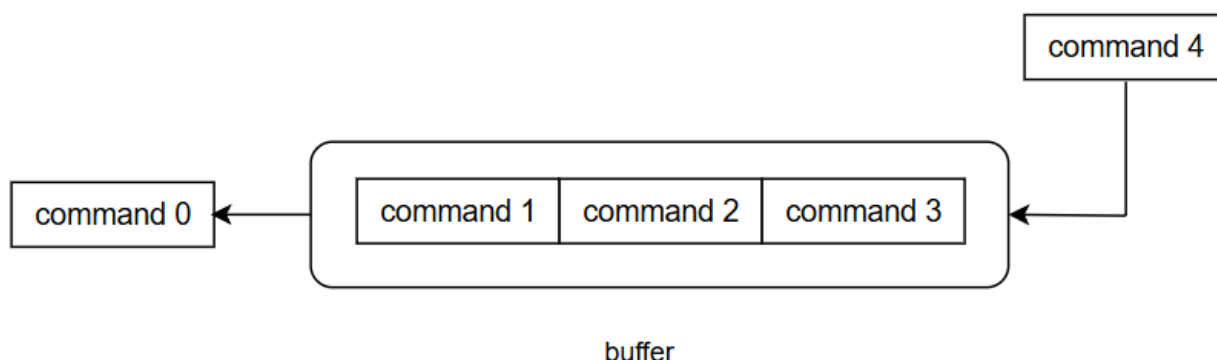 command 4
command 0
command 1
command 2
command 3
buffer